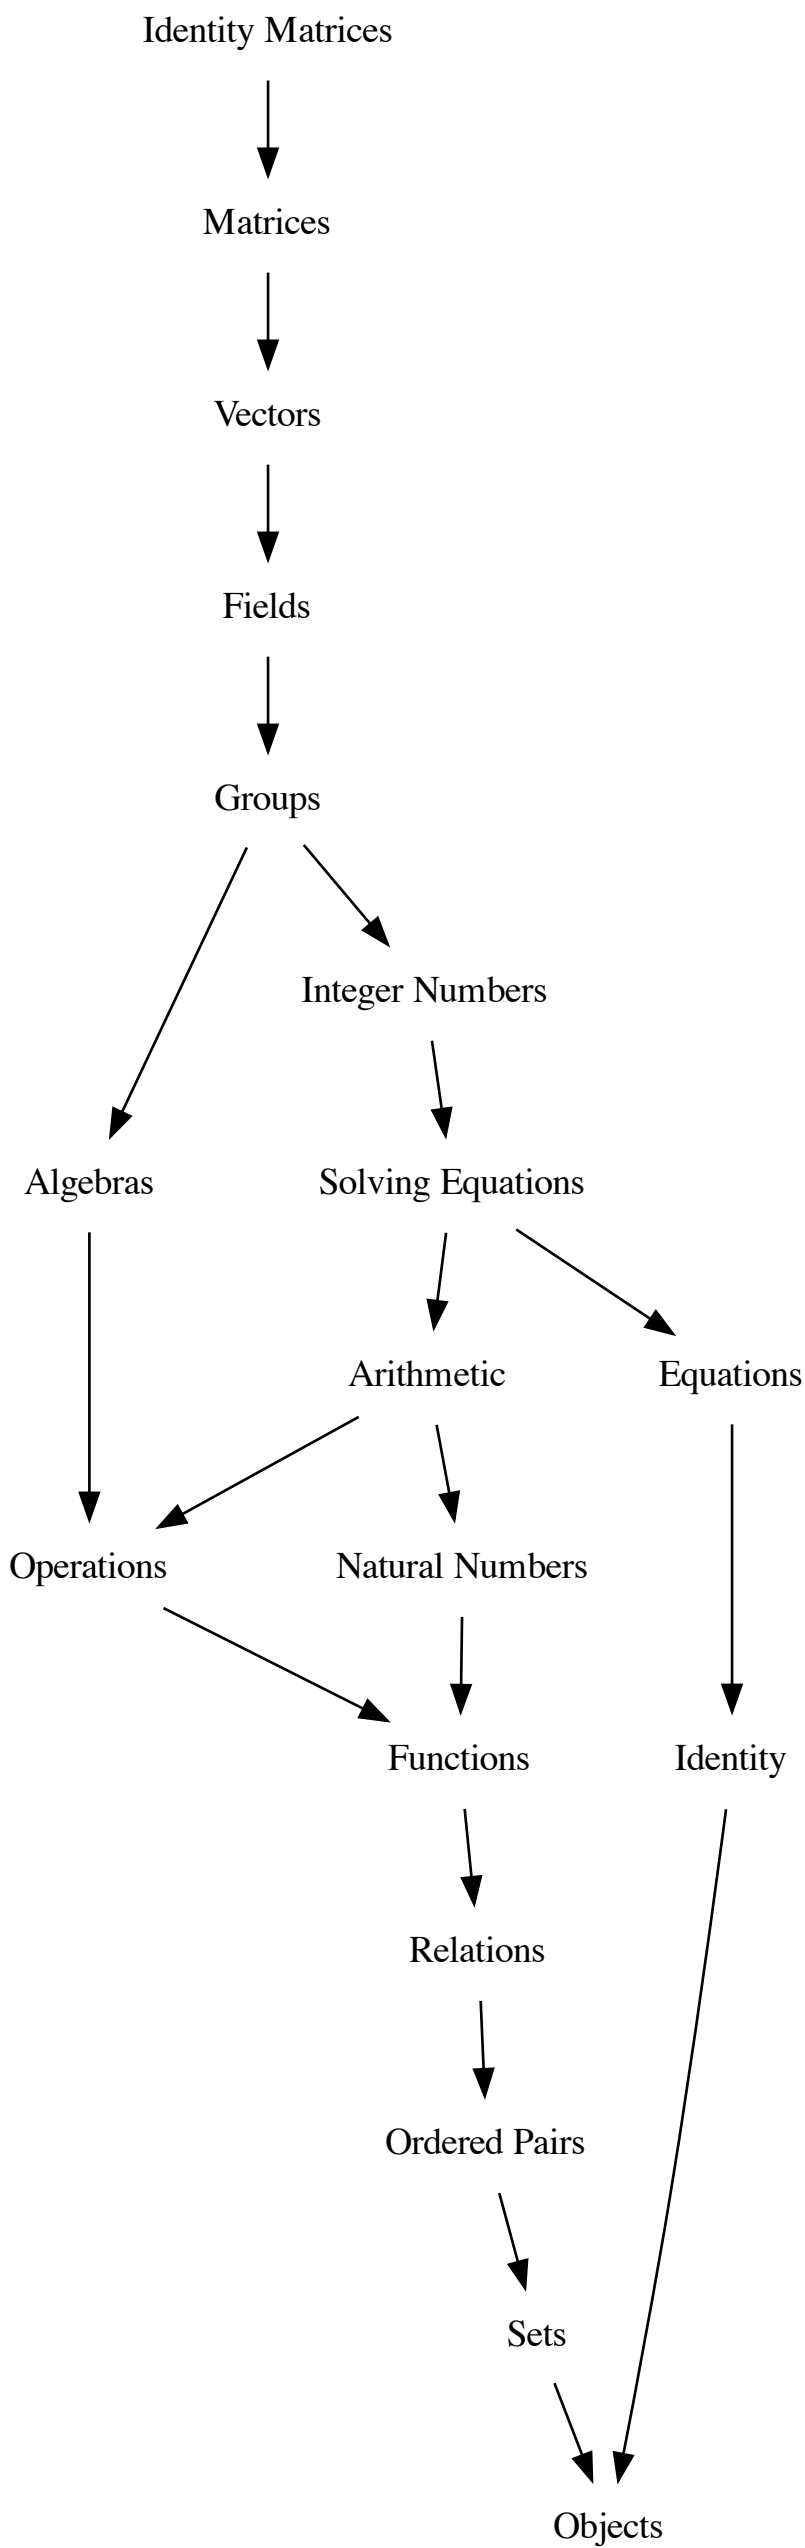 Identity Matrices
Matrices
Vectors
Fields
Groups
Integer Numbers
Algebras
Solving Equations
Arithmetic
Equations
Operations
Natural Numbers
Functions
Identity
Relations
Ordered Pairs
Sets
Objects